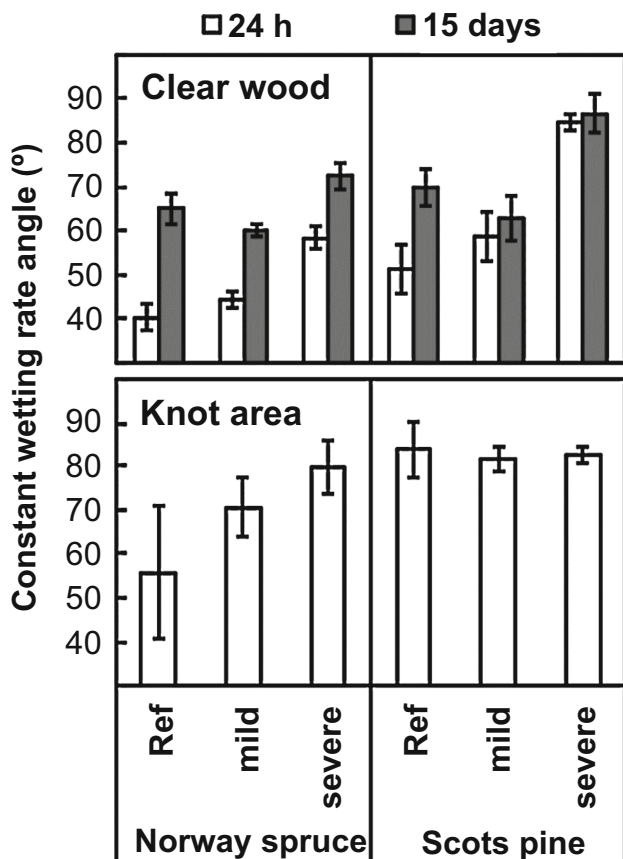 24 h 15 days
Clear wood
90
80
70
60
50
40
Knot area
90
80
70
60
50
40
Constant wetting rate angle (º)
Ref mild severe Ref mild severe
Norway spruce Scots pine